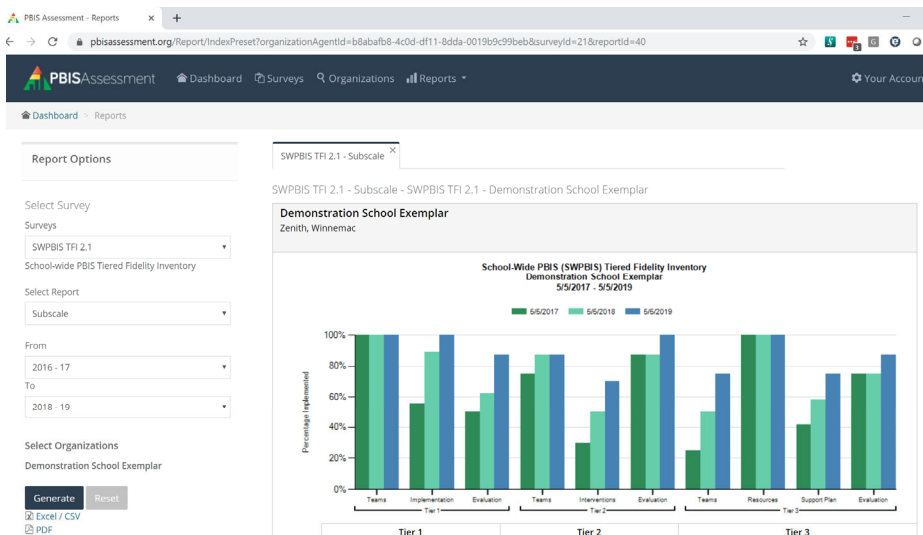 PBIS Assessment - Reports
pbisassessment.org/Report/IndexPreset?organizationAgentId=b8abafb8-4c0d-df11-8dda-0019b9c99beb&surveyId=21&reportId=40
PBISAssessment Dashboard Surveys Organizations Reports Your Accoun
Dashboard > Reports
Report Options
Select Survey
Surveys
SWPBIS TFI 2.1
School-wide PBIS Tiered Fidelity Inventory
Select Report
Subscale
From
2016 - 17
To
2018 - 19
Select Organizations
Demonstration School Exemplar
Generate Reset
Excel / CSV
PDF
SWPBIS TFI 2.1 - Subscale
SWPBIS TFI 2.1 - Subscale - SWPBIS TFI 2.1 - Demonstration School Exemplar
Demonstration School Exemplar
Zenith, Winnemac
School-Wide PBIS (SWPBIS) Tiered Fidelity Inventory
Demonstration School Exemplar
5/5/2017 - 5/5/2019
5/5/2017 5/5/2018 5/5/2019
Percentage Implemented
100%
80%
60%
40%
20%
0%
Teams Implementation Evaluation Teams Interventions Evaluation Teams Resources Support Plan Evaluation
Tier 1 Tier 2 Tier 3
Tier 1 Tier 2 Tier 3